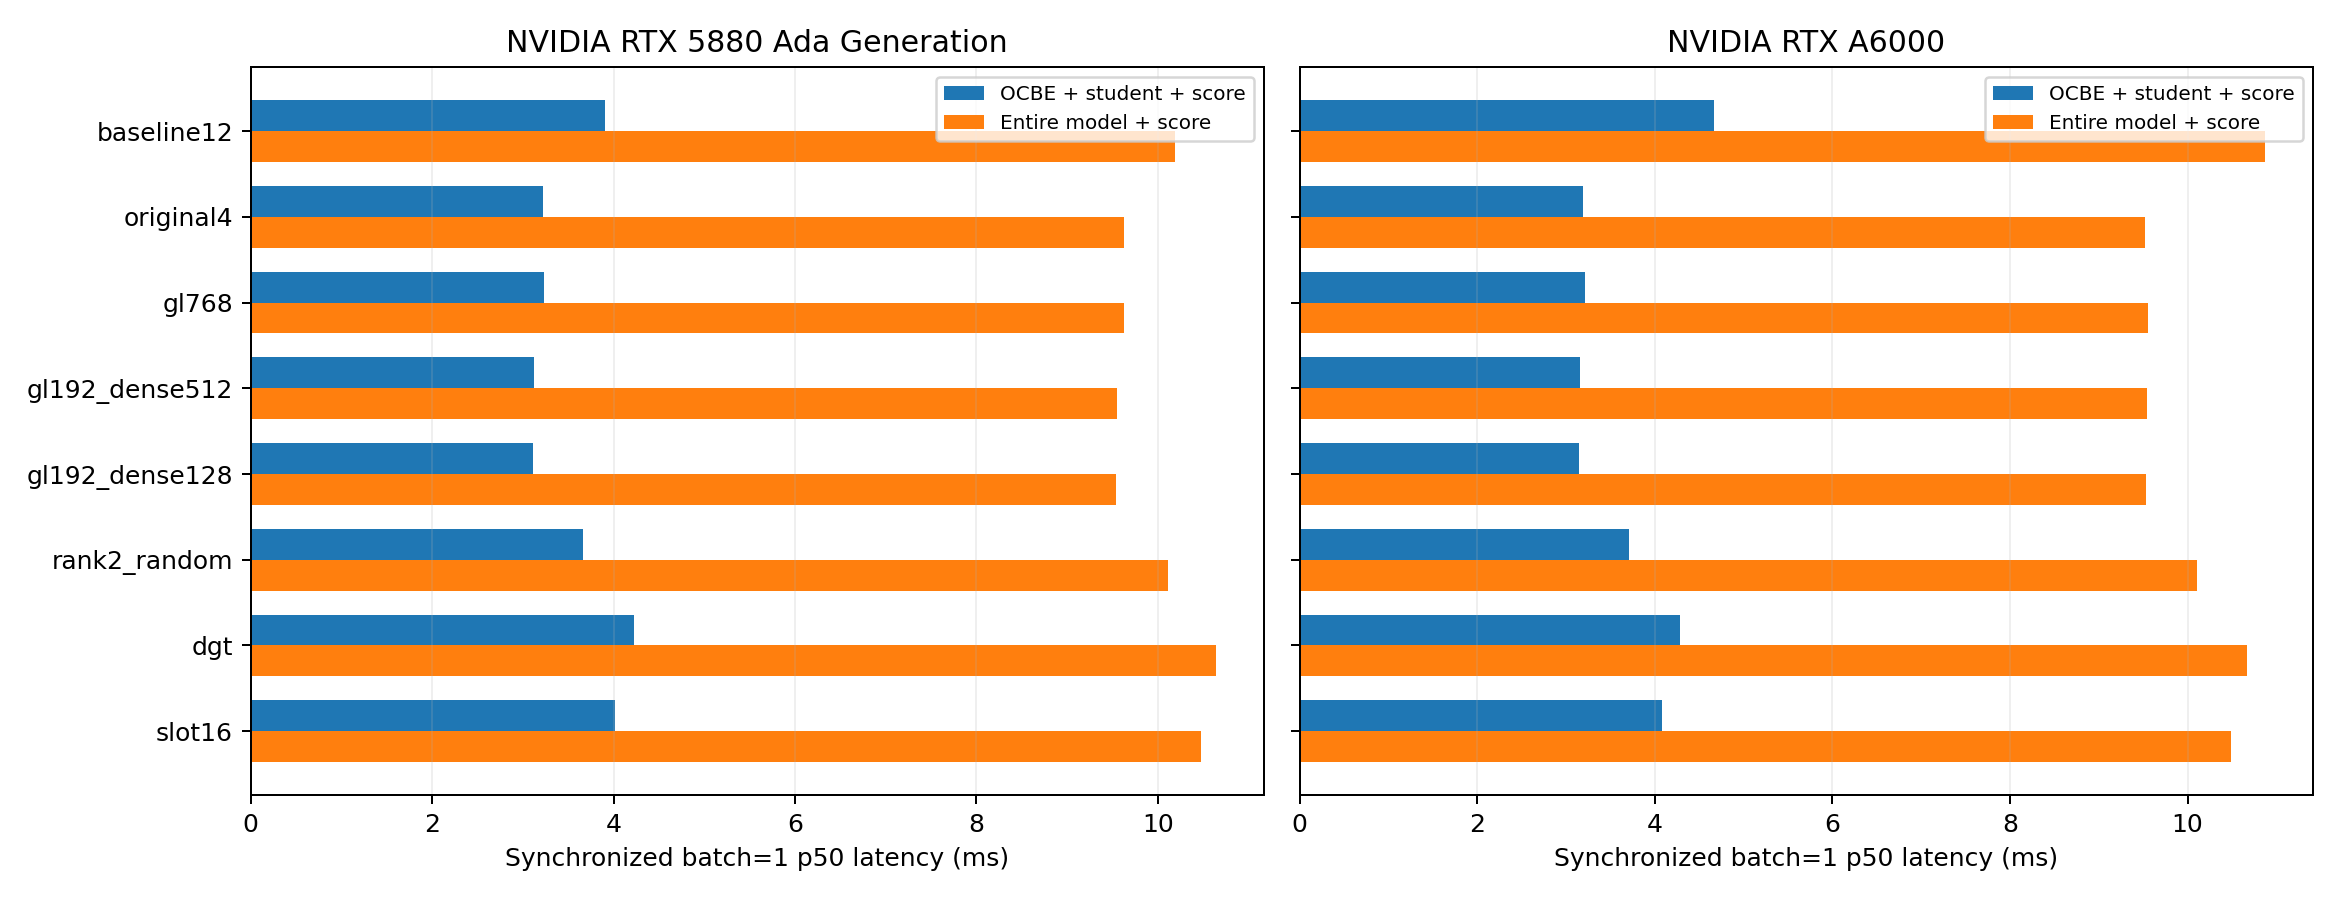 NVIDIA RTX 5880 Ada Generation
OCBE + student + score
Entire model + score
baseline12
original4
gl768
gl192_dense512
gl192_dense128
rank2_random
dgt
slot16
0 2 4 6 8 10
Synchronized batch=1 p50 latency (ms)
NVIDIA RTX A6000
OCBE + student + score
Entire model + score
0 2 4 6 8 10
Synchronized batch=1 p50 latency (ms)